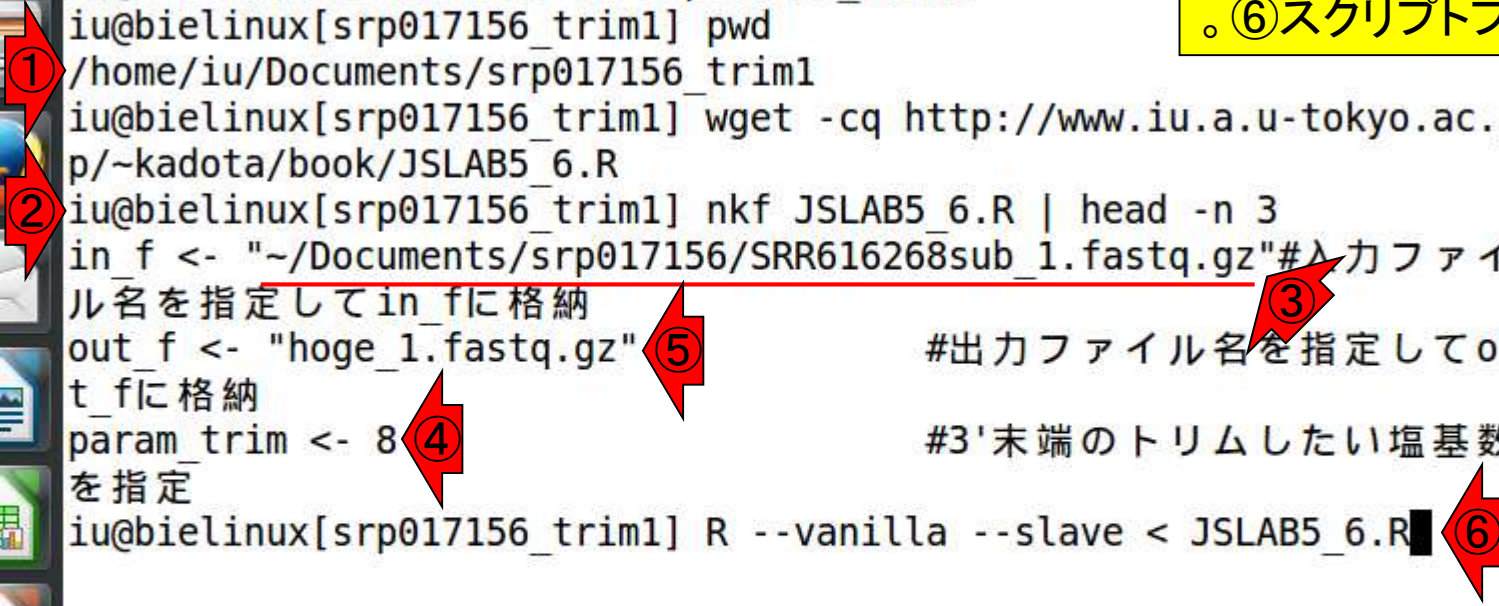 。⑥スクリプトフ
iu@bielinux[srp017156_trim1] pwd
①
/home/iu/Documents/srp017156_trim1
iu@bielinux[srp017156_trim1] wget -cq http://www.iu.a.u-tokyo.ac.
p/~kadota/book/JSLAB5_6.R
②
iu@bielinux[srp017156_trim1] nkf JSLAB5_6.R | head -n 3
in_f <- "~/Documents/srp017156/SRR616268sub_1.fastq.gz"#入力ファイ
ル名を指定してin_fに格納
③
out_f <- "hoge_1.fastq.gz" #出力ファイル名を指定してo
⑤
t_fに格納
param_trim <- 8 #3'末端のトリムしたい塩基数
④
を指定
iu@bielinux[srp017156_trim1] R --vanilla --slave < JSLAB5_6.R
⑥